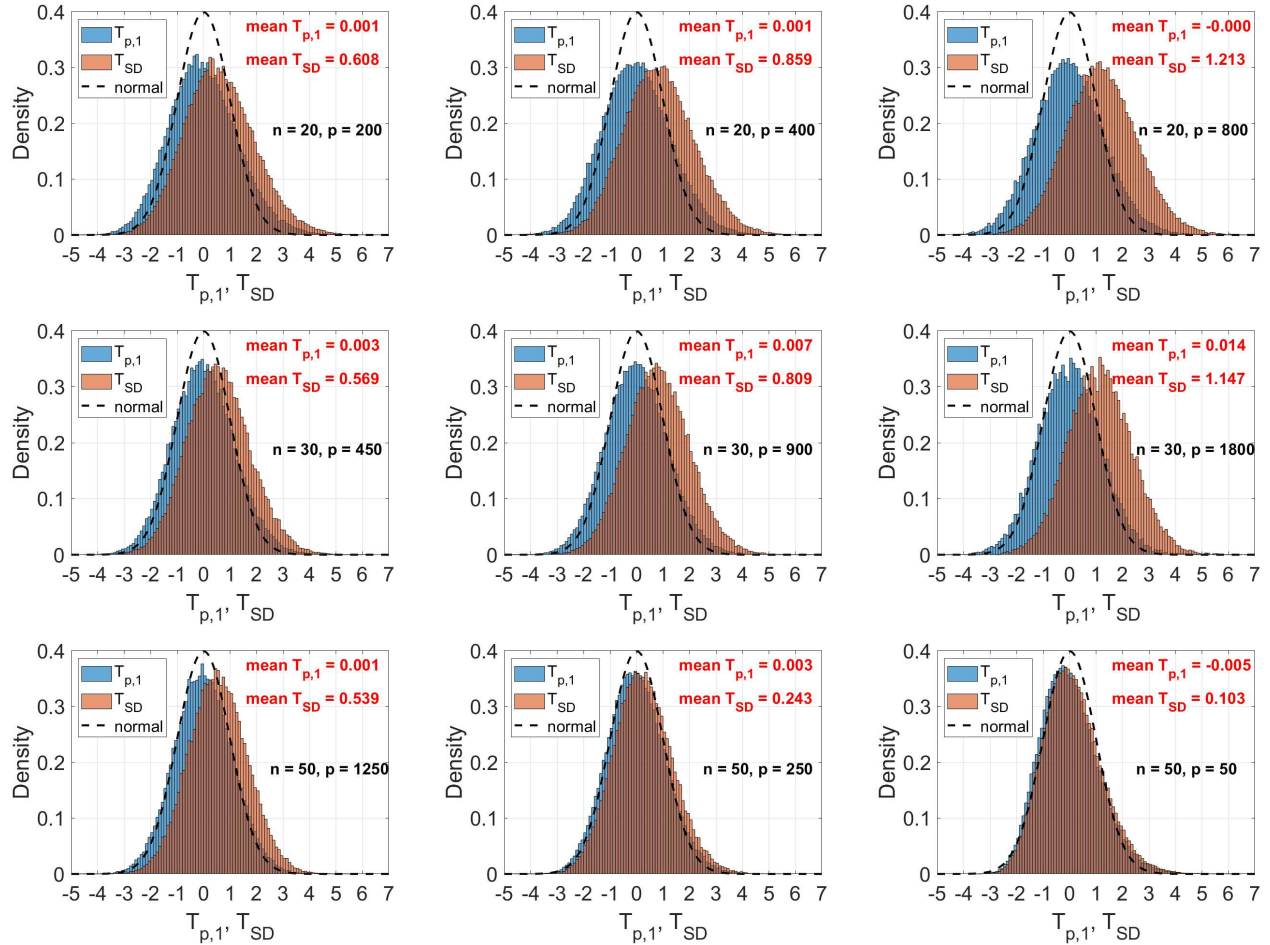 0.4
0.3
0.2
0.1
0
Density
T_{p,1}
T_{SD}
normal
mean T_{p,1} = 0.001
mean T_{SD} = 0.608
n = 20, p = 200
-5 -4 -3 -2 -1 0 1 2 3 4 5 6 7
T_{p,1}, T_{SD}
0.4
0.3
0.2
0.1
0
Density
T_{p,1}
T_{SD}
normal
mean T_{p,1} = 0.001
mean T_{SD} = 0.859
n = 20, p = 400
-5 -4 -3 -2 -1 0 1 2 3 4 5 6 7
T_{p,1}, T_{SD}
0.4
0.3
0.2
0.1
0
Density
T_{p,1}
T_{SD}
normal
mean T_{p,1} = -0.000
mean T_{SD} = 1.213
n = 20, p = 800
-5 -4 -3 -2 -1 0 1 2 3 4 5 6 7
T_{p,1}, T_{SD}
0.4
0.3
0.2
0.1
0
Density
T_{p,1}
T_{SD}
normal
mean T_{p,1} = 0.003
mean T_{SD} = 0.569
n = 30, p = 450
-5 -4 -3 -2 -1 0 1 2 3 4 5 6 7
T_{p,1}, T_{SD}
0.4
0.3
0.2
0.1
0
Density
T_{p,1}
T_{SD}
normal
mean T_{p,1} = 0.007
mean T_{SD} = 0.809
n = 30, p = 900
-5 -4 -3 -2 -1 0 1 2 3 4 5 6 7
T_{p,1}, T_{SD}
0.4
0.3
0.2
0.1
0
Density
T_{p,1}
T_{SD}
normal
mean T_{p,1} = 0.014
mean T_{SD} = 1.147
n = 30, p = 1800
-5 -4 -3 -2 -1 0 1 2 3 4 5 6 7
T_{p,1}, T_{SD}
0.4
0.3
0.2
0.1
0
Density
T_{p,1}
T_{SD}
normal
mean T_{p,1} = 0.001
mean T_{SD} = 0.539
n = 50, p = 1250
-5 -4 -3 -2 -1 0 1 2 3 4 5 6 7
T_{p,1}, T_{SD}
0.4
0.3
0.2
0.1
0
Density
T_{p,1}
T_{SD}
normal
mean T_{p,1} = 0.003
mean T_{SD} = 0.243
n = 50, p = 250
-5 -4 -3 -2 -1 0 1 2 3 4 5 6 7
T_{p,1}, T_{SD}
0.4
0.3
0.2
0.1
0
Density
T_{p,1}
T_{SD}
normal
mean T_{p,1} = -0.005
mean T_{SD} = 0.103
n = 50, p = 50
-5 -4 -3 -2 -1 0 1 2 3 4 5 6 7
T_{p,1}, T_{SD}